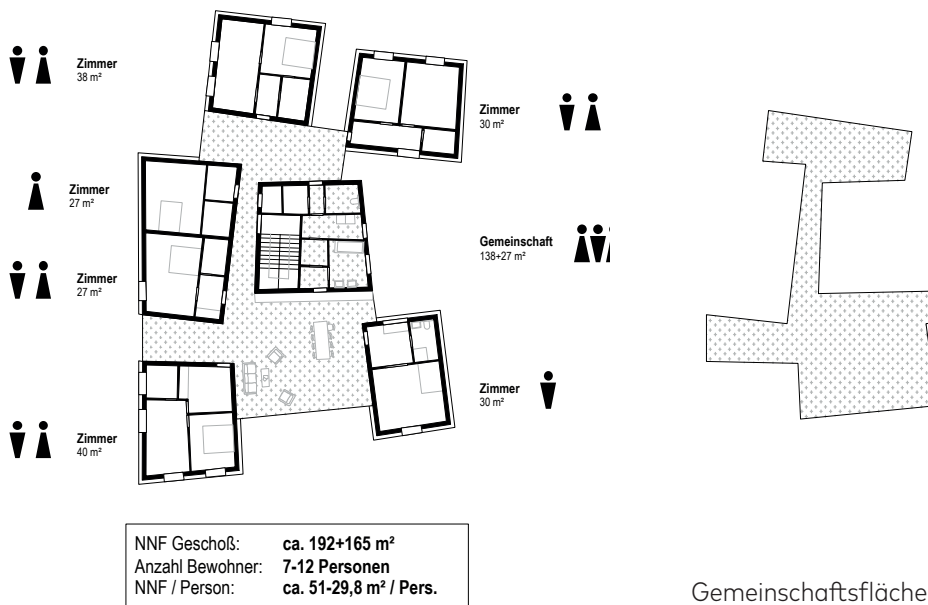 Zimmer
38 m²
Zimmer
27 m²
Zimmer
27 m²
Zimmer
40 m²
Zimmer
30 m²
Gemeinschaft
138+27 m²
Zimmer
30 m²
NNF Geschoß: ca. 192+165 m²
Anzahl Bewohner: 7-12 Personen
NNF / Person: ca. 51-29,8 m² / Pers.
Gemeinschaftsfläche